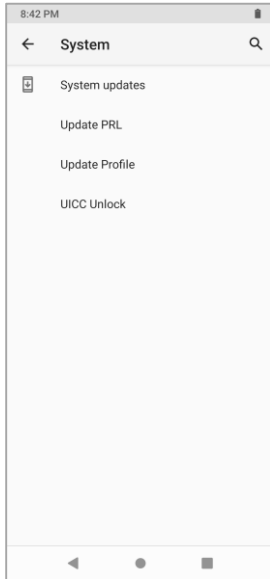 8:42 PM
System
System updates
Update PRL
Update Profile
UICC Unlock